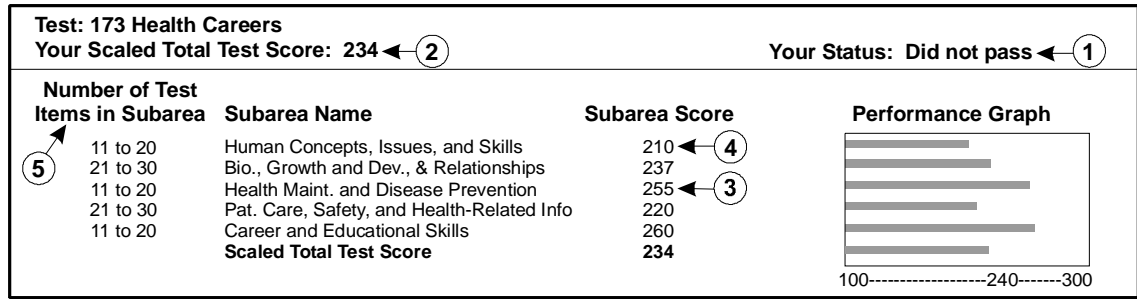 Test: 173 Health Careers
Your Scaled Total Test Score: 234 2
Your Status: Did not pass 1
Number of Test
Items in Subarea Subarea Name Subarea Score Performance Graph
5
11 to 20 Human Concepts, Issues, and Skills 210 4
21 to 30 Bio., Growth and Dev., & Relationships 237
11 to 20 Health Maint. and Disease Prevention 255 3
21 to 30 Pat. Care, Safety, and Health-Related Info 220
11 to 20 Career and Educational Skills 260
Scaled Total Test Score 234
100--------------------240-------300